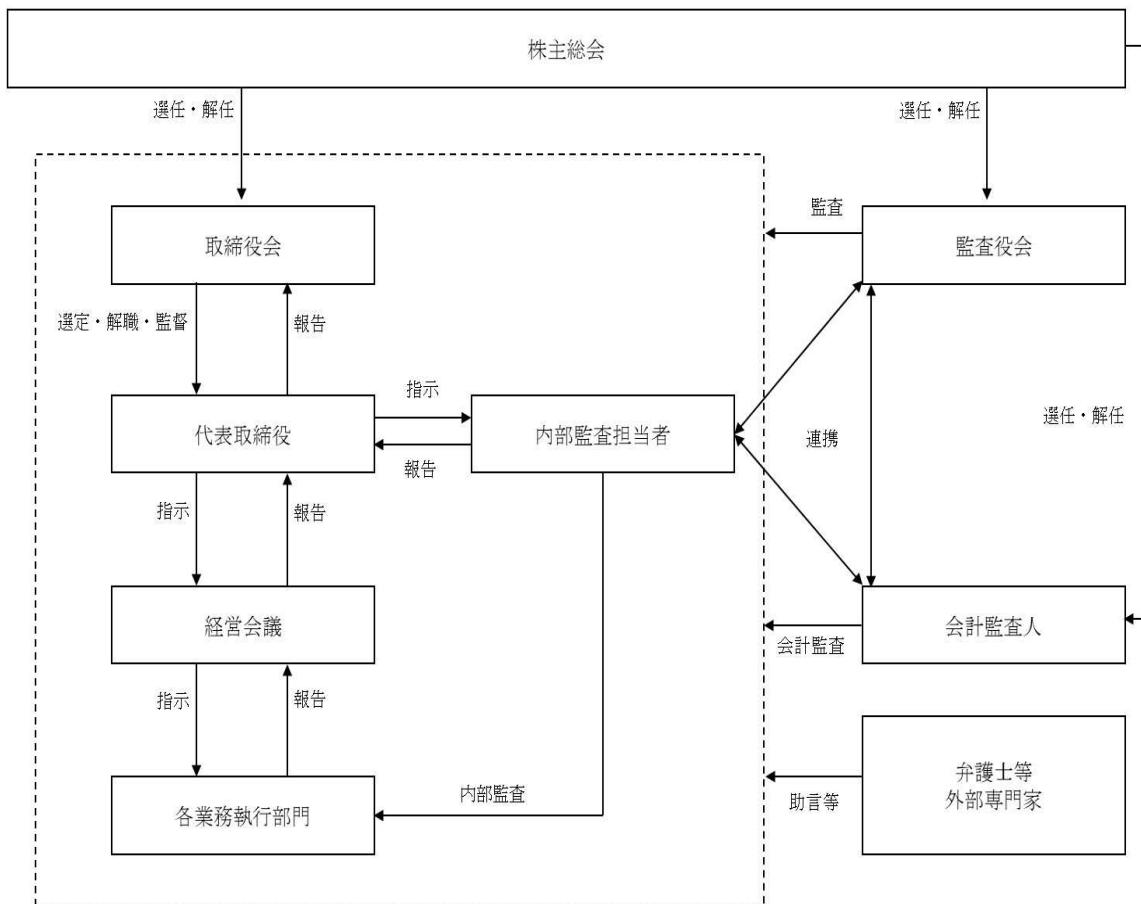 株主総会
選任・解任
選任・解任
監査
取締役会
監査役会
選定・解職・監督
報告
指示
選任・解任
代表取締役
内部監査担当者
連携
報告
指示
報告
経営会議
会計監査人
会計監査
指示
報告
弁護士等
外部専門家
内部監査
助言等
各業務執行部門